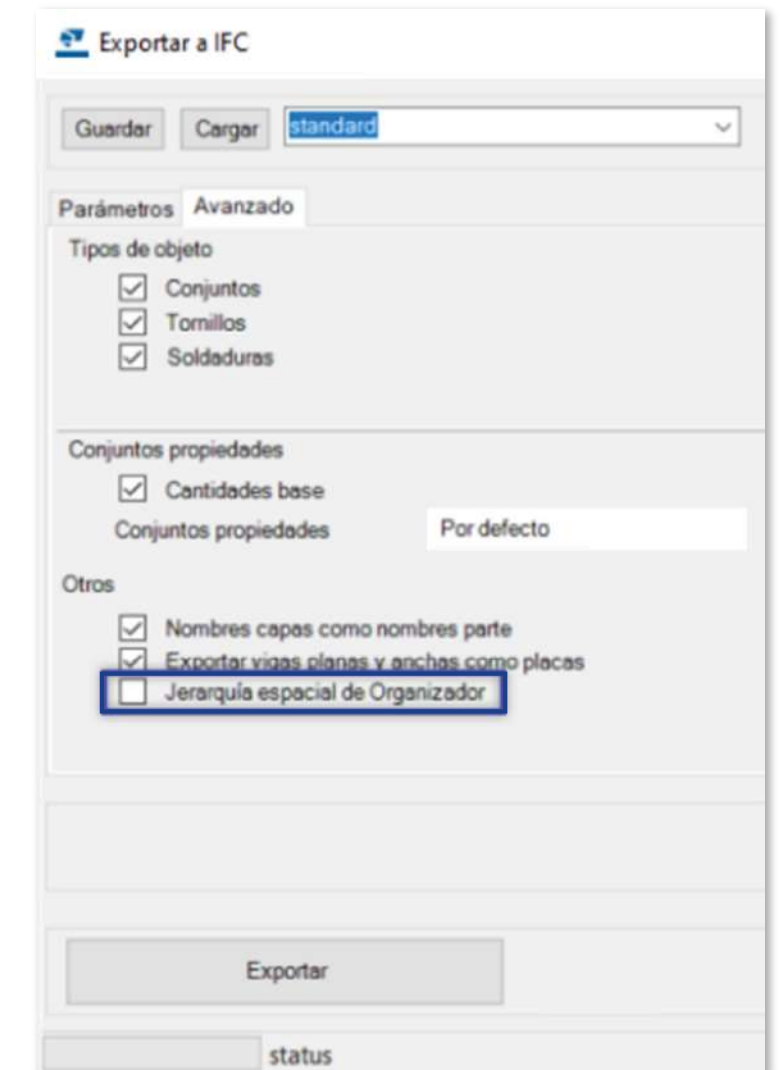 Exportar a IFC
Guardar Cargar standard
Parámetros Avanzado
Tipos de objeto
Conjuntos
Tornillos
Soldaduras
Conjuntos propiedades
Cantidades base
Conjuntos propiedades Por defecto
Otros
Nombres capas como nombres parte
Exportar vigas planas y anchas como placas
Jerarquía espacial de Organizador
Exportar
status